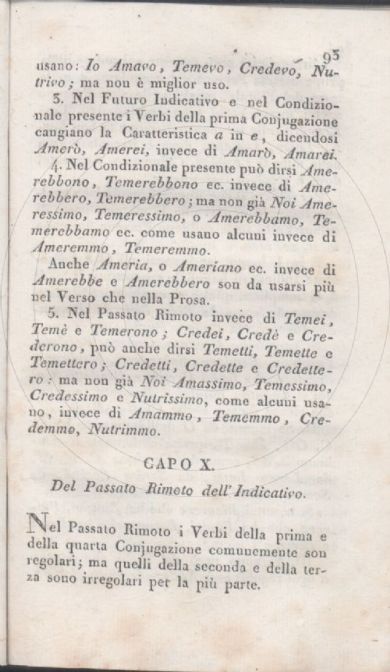 95
usano: Io Amavo, Temevo, Credevo, Nu-
trivo; ma non è miglior uso.
3. Nel Futuro Indicativo e nel Condizio-
nale presente i Verbi della prima Conjugazione
cangiano la Caratteristica a in e, dicendosi
Amerò, Amerei, invece di Amarò, Amarei.
4. Nel Condizionale presente può dirsi Ame-
rebbono, Temerebbono ec. invece di Ame-
rebbero, Temerebbero; ma non già Noi Ame-
ressimo, Temeressimo, o Amerebbamo, Te-
merebbamo ec. come usano alcuni invece di
Ameremmo, Temeremmo.
Anche Ameria, o Ameriano ec. invece di
Amerebbe e Amerebbero son da usarsi più
nel Verso che nella Prosa.
5. Nel Passato Rimoto invece di Temei,
Temè e Temerono; Credei, Credè e Cre-
derono, può anche dirsi Temetti, Temette e
Temettero; Credetti, Credette e Credette-
ro: ma non già Noi Amassimo, Temessimo,
Credessimo e Nutrissimo, come alcuni usa-
no, invece di Amammo, Tememmo, Cre-
demmo, Nutrimmo.
CAPO X.
Del Passato Rimoto dell'Indicativo.
Nel Passato Rimoto i Verbi della prima e
della quarta Conjugazione comunemente son
regolari; ma quelli della seconda e della ter-
za sono irregolari per la più parte.